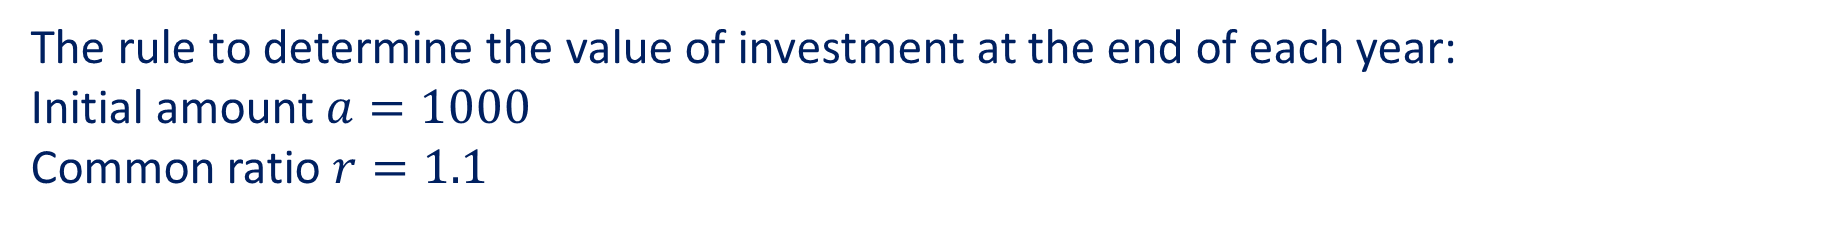 The rule to determine the value of investment at the end of each year:
Initial amount a = 1000
Common ratio r = 1.1